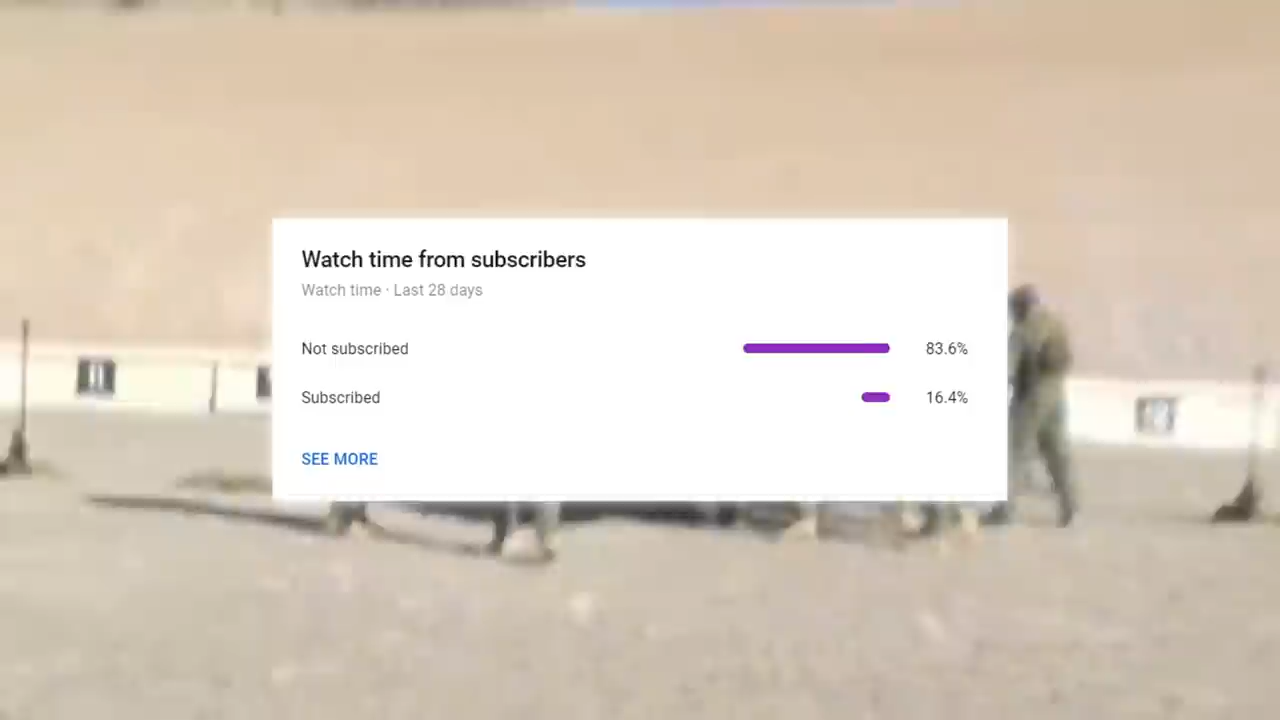 Watch time from subscribers
Watch time · Last 28 days
Not subscribed 83.6%
Subscribed 16.4%
SEE MORE